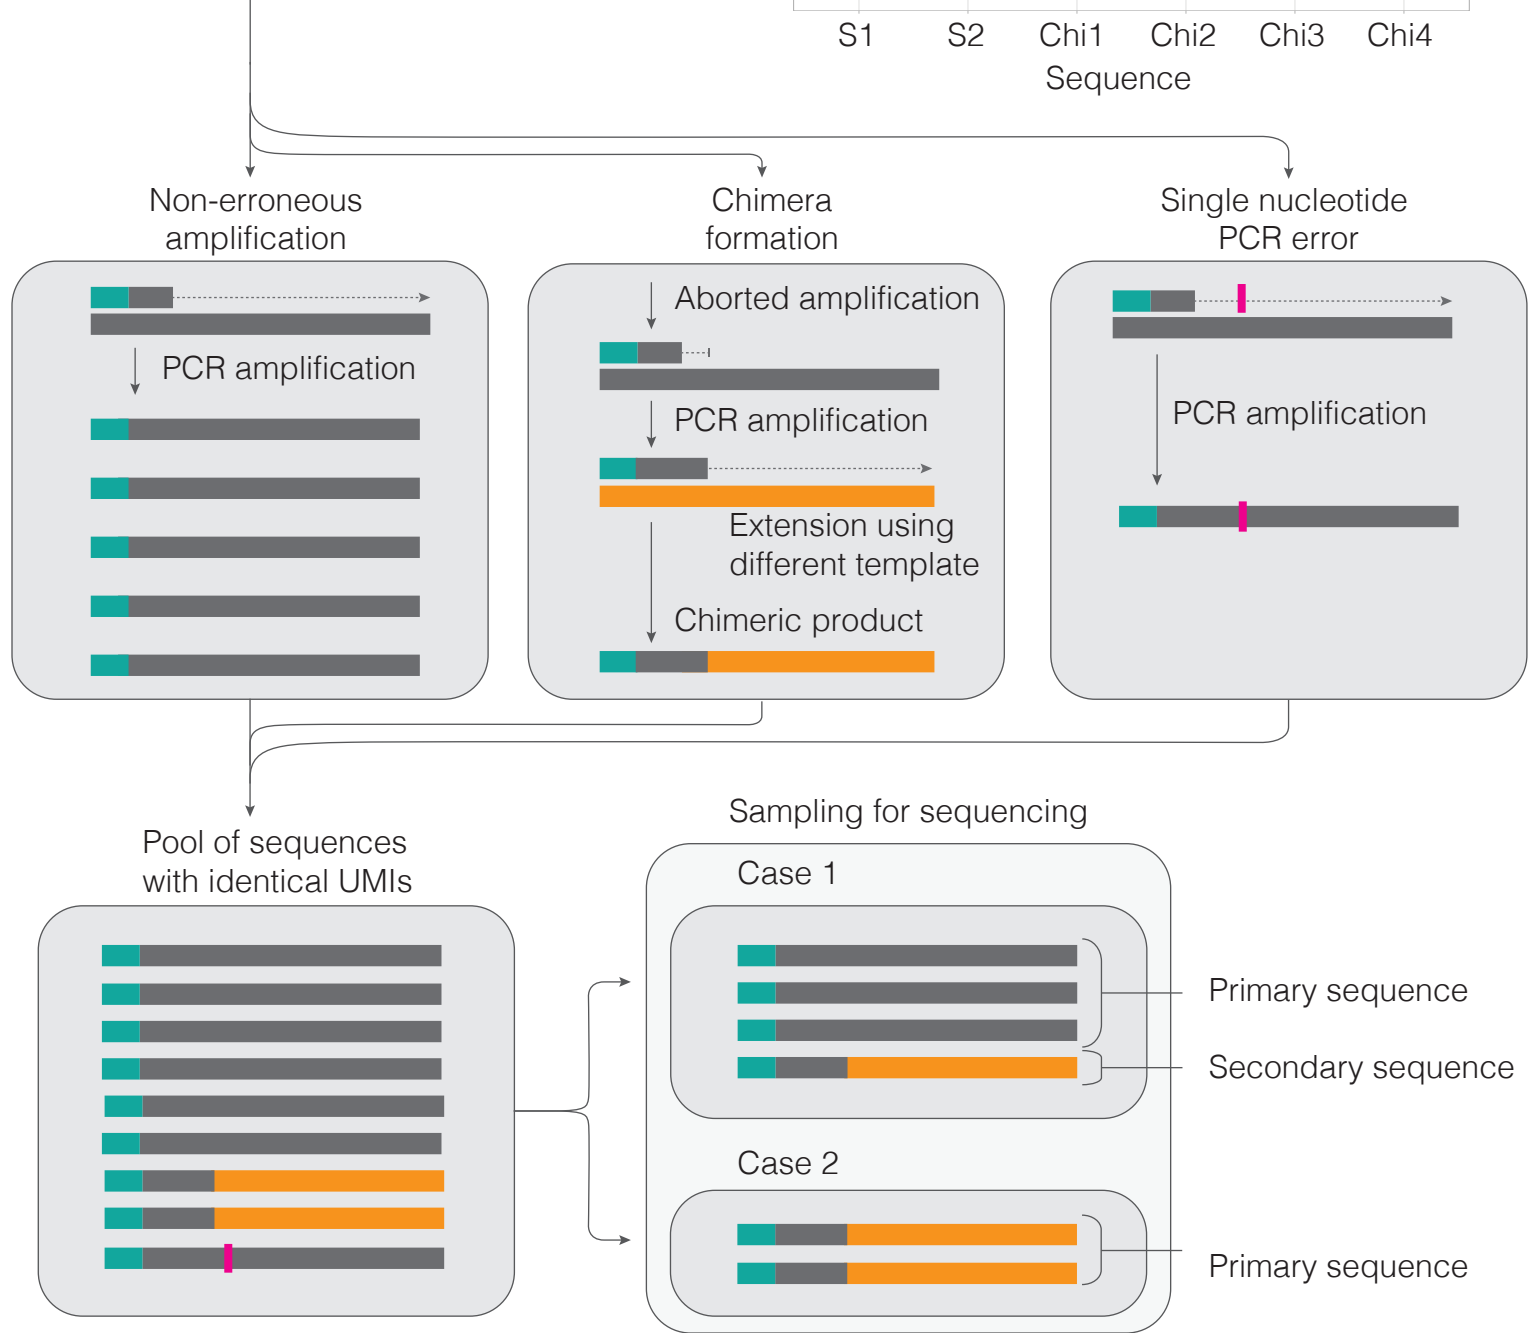 S1 S2 Chi1 Chi2 Chi3 Chi4
Sequence
Non-erroneous
amplification
Chimera
formation
Single nucleotide
PCR error
PCR amplification
Aborted amplification
PCR amplification
Extension using
different template
Chimeric product
PCR amplification
Pool of sequences
with identical UMIs
Sampling for sequencing
Case 1
Primary sequence
Secondary sequence
Case 2
Primary sequence